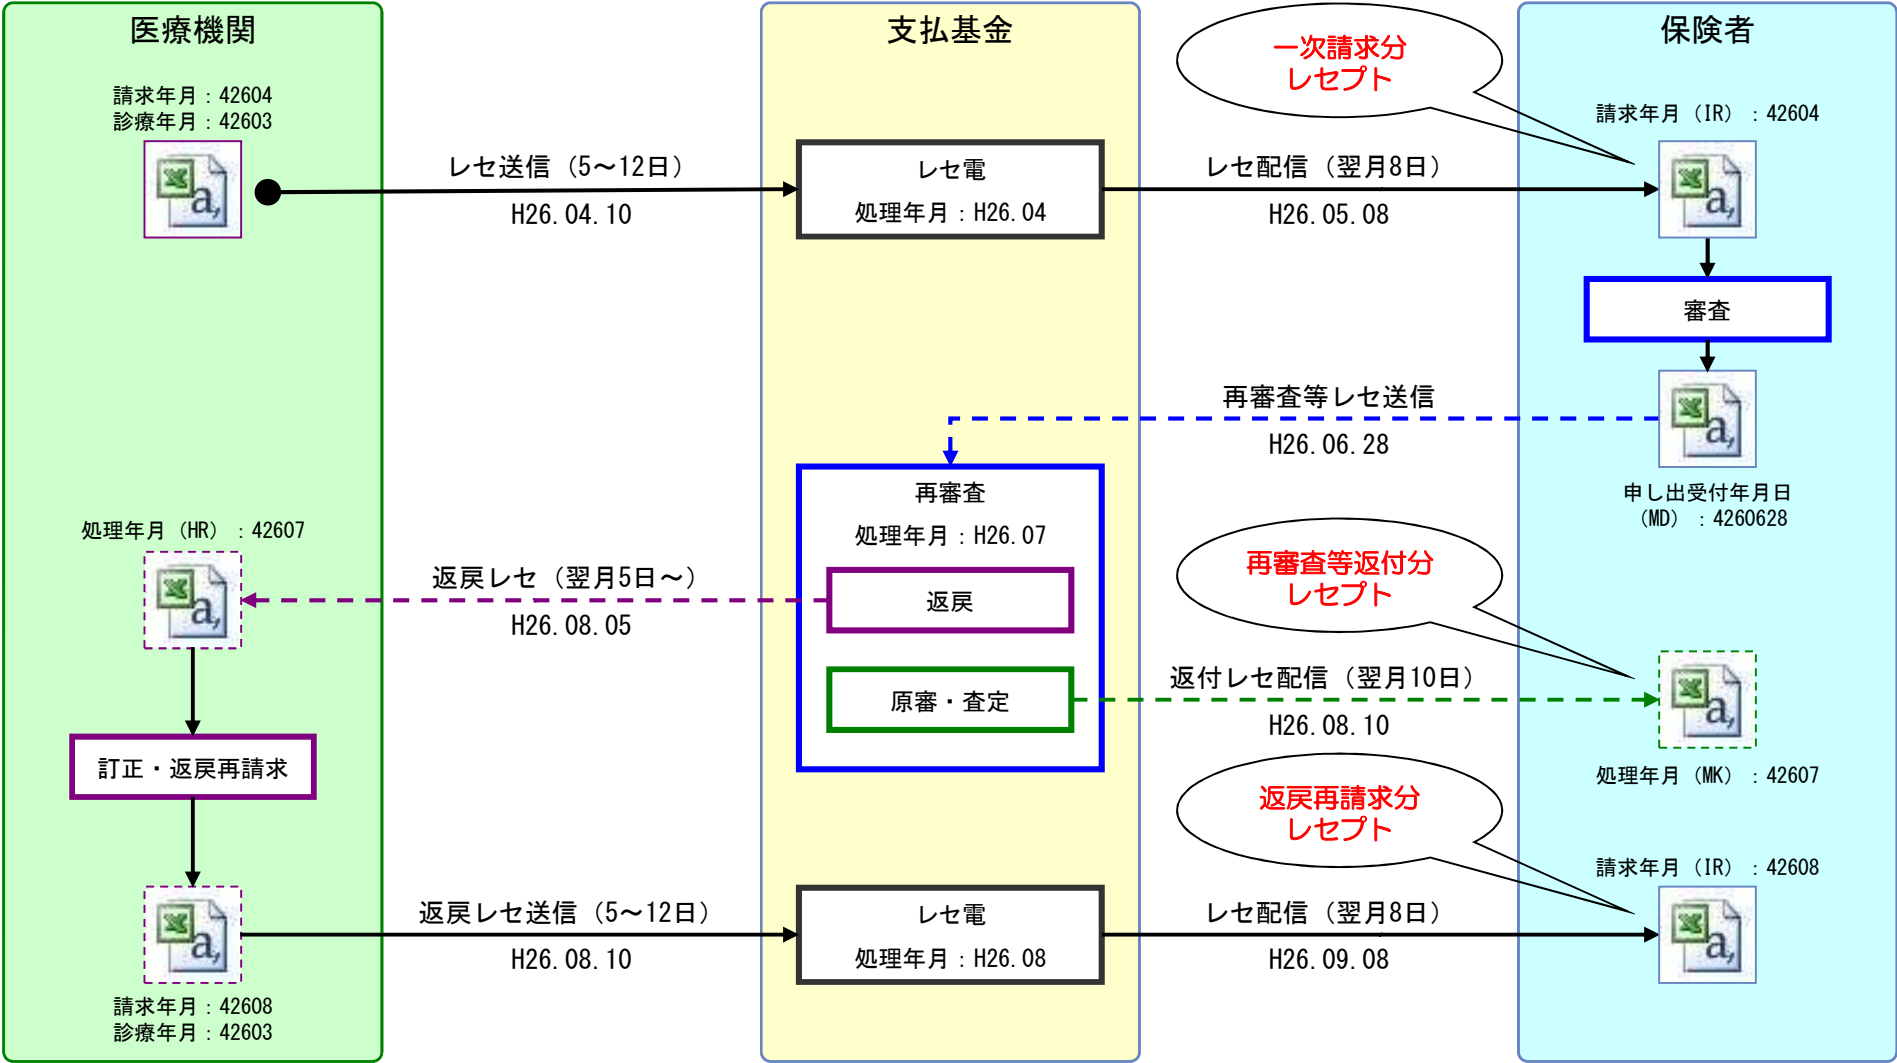 医療機関
支払基金
保険者
一次請求分
レセプト
請求年月：42604
診療年月：42603
請求年月（IR）：42604
レセ送信（5～12日）
H26.04.10
レセ電
処理年月：H26.04
レセ配信（翌月8日）
H26.05.08
審査
再審査等レセ送信
H26.06.28
申し出受付年月日
（MD）：4260628
再審査
処理年月：H26.07
処理年月（HR）：42607
返戻レセ（翌月5日～）
H26.08.05
返戻
再審査等返付分
レセプト
原審・査定
返付レセ配信（翌月10日）
H26.08.10
処理年月（MK）：42607
訂正・返戻再請求
返戻再請求分
レセプト
請求年月（IR）：42608
返戻レセ送信（5～12日）
H26.08.10
レセ電
処理年月：H26.08
レセ配信（翌月8日）
H26.09.08
請求年月：42608
診療年月：42603